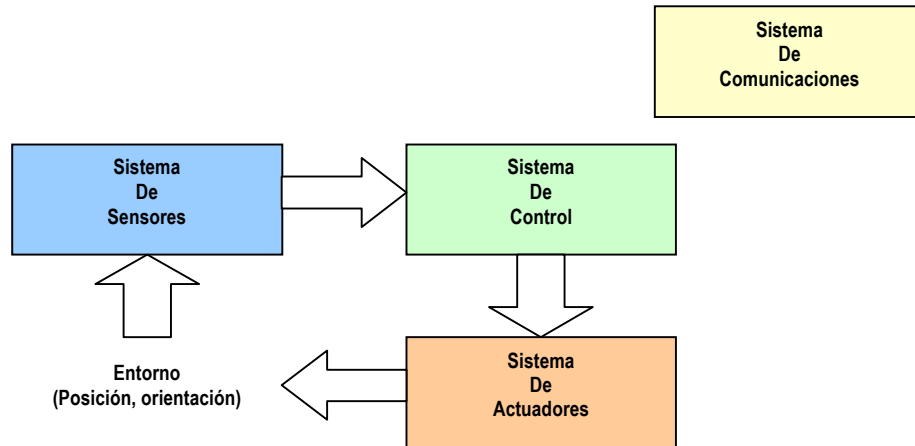 Sistema
De
Comunicaciones
Sistema
De
Sensores
Sistema
De
Control
Entorno
(Posición, orientación)
Sistema
De
Actuadores